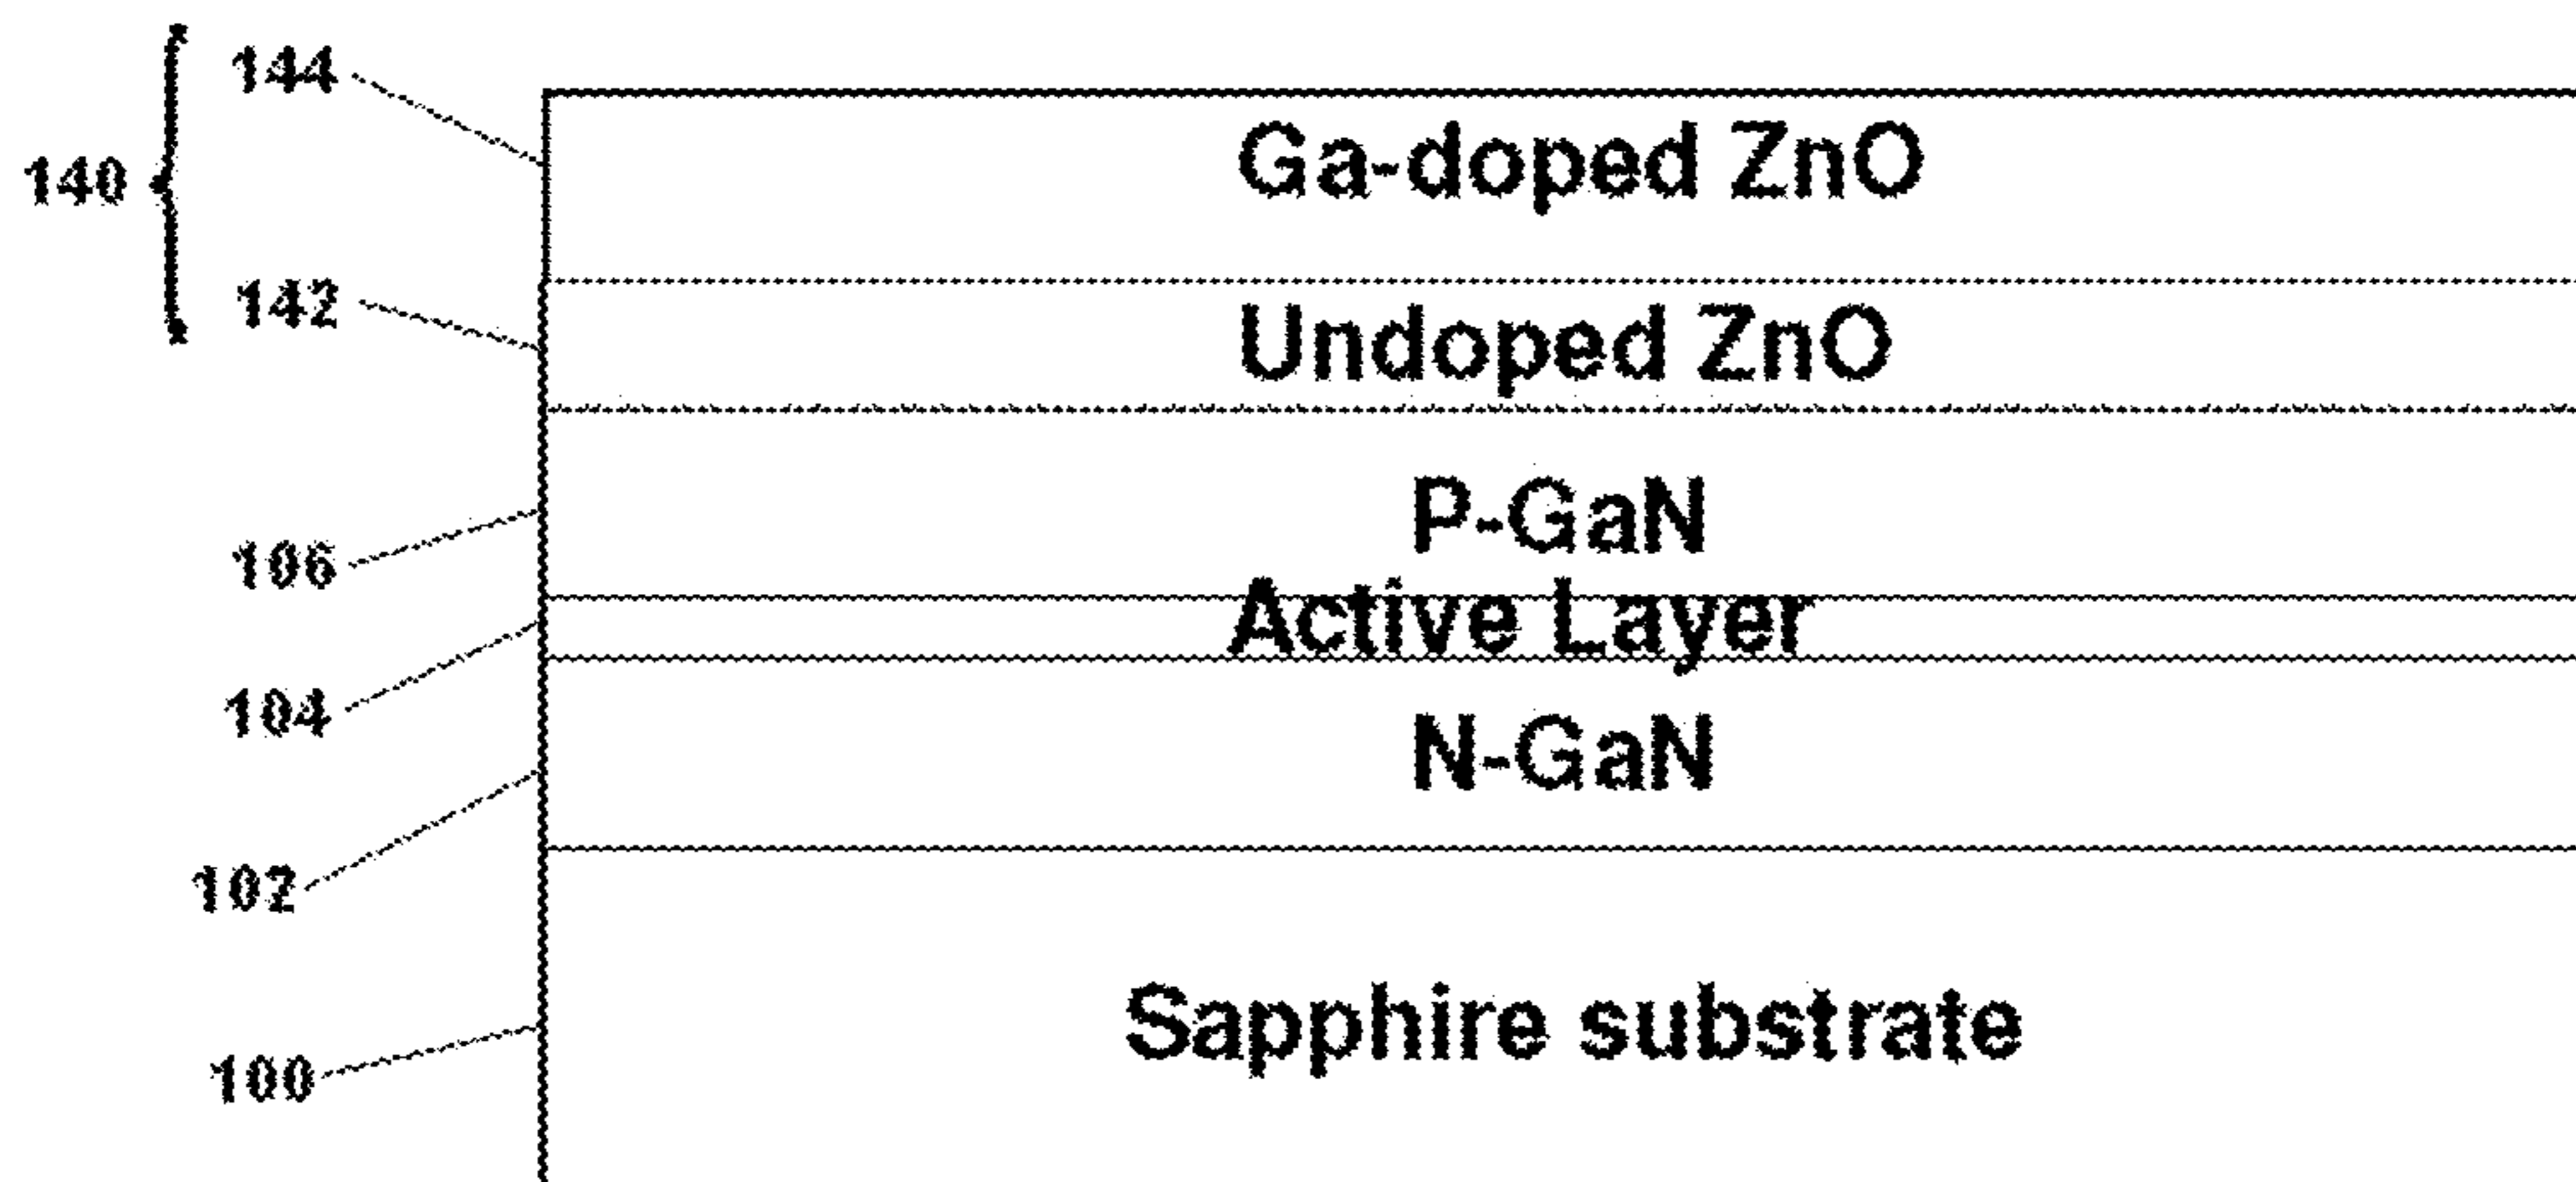 144
Ga-doped ZnO
140
142
Undoped ZnO
P-GaN
106
Active Layer
104
N-GaN
102
Sapphire substrate
100